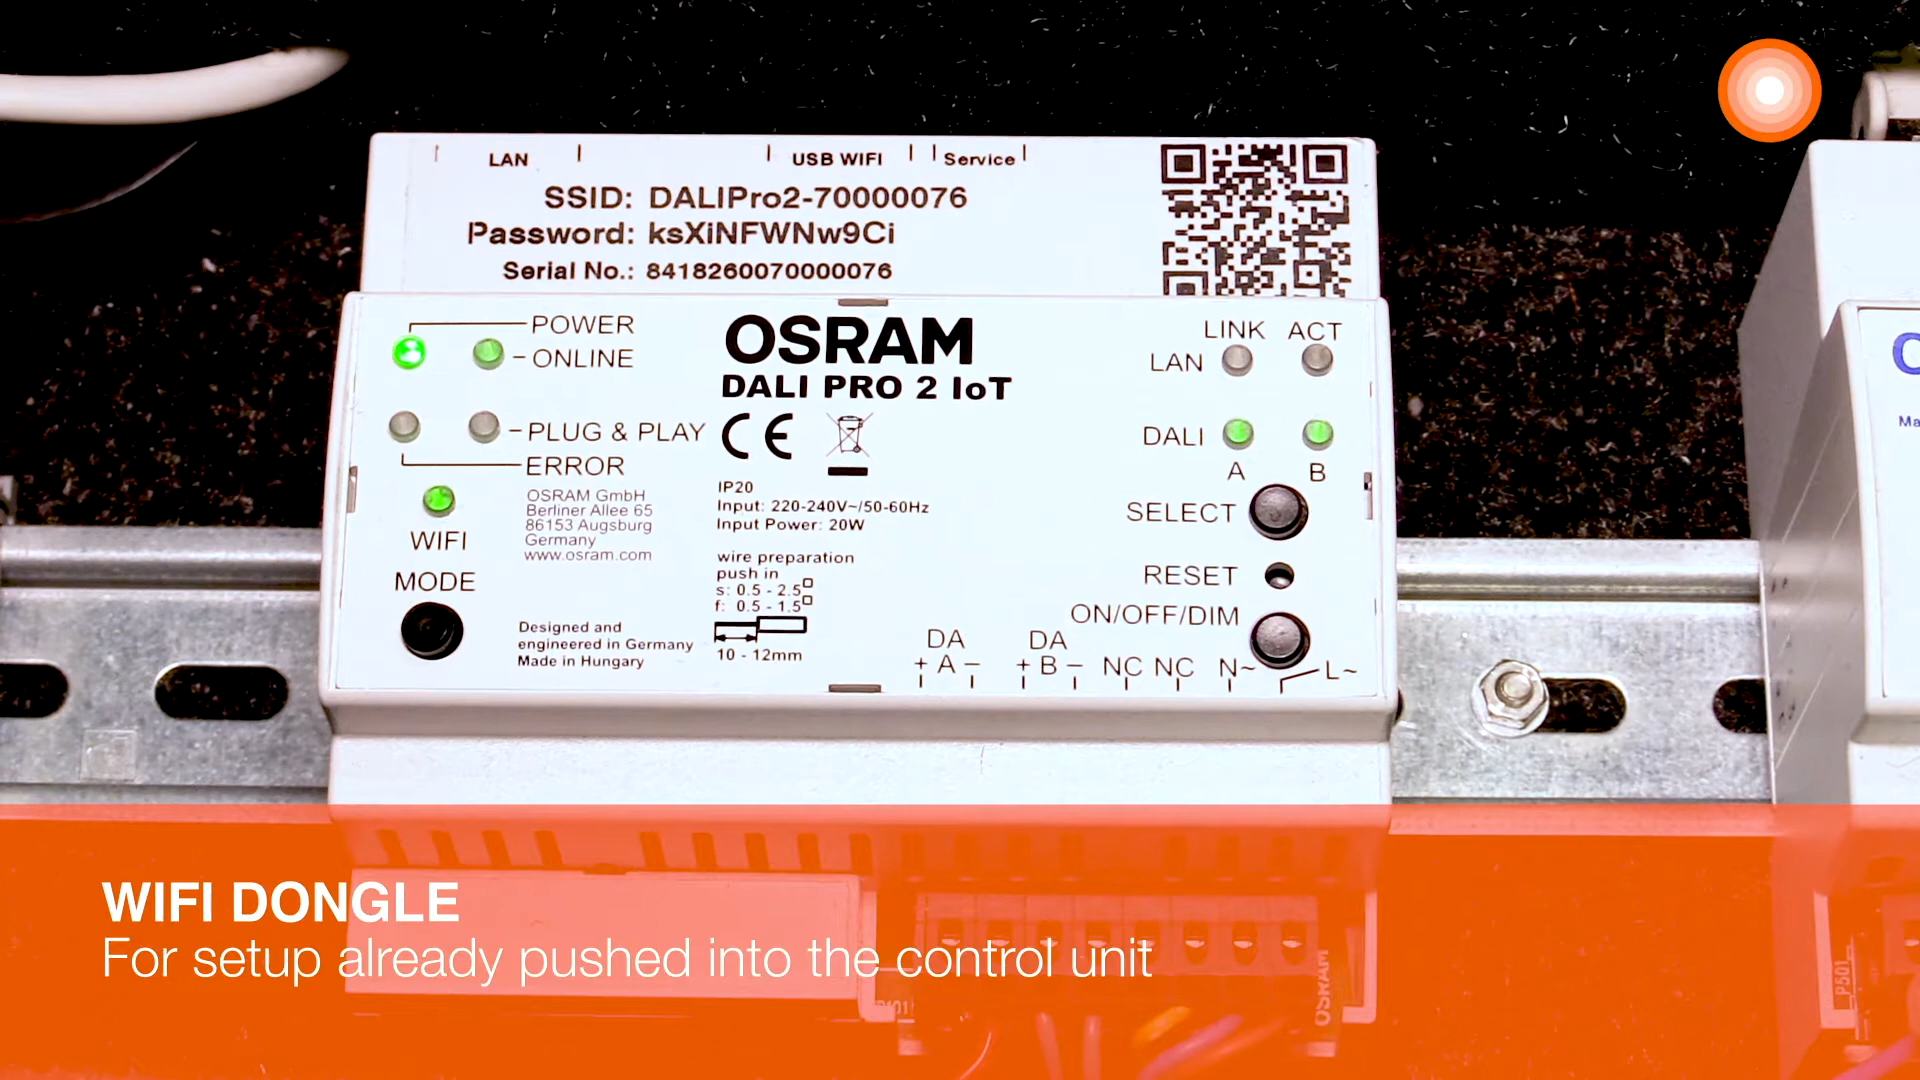 LAN USB WIFI Service
SSID: DALIPro2-70000076
Password: ksXiNFWNw9Ci
Serial No.: 8418260070000076
POWER
ONLINE
PLUG & PLAY
ERROR
WIFI
MODE
OSRAM GmbH
Berliner Allee 65
86153 Augsburg
Germany
www.osram.com
Designed and
engineered in Germany
Made in Hungary
OSRAM
DALI PRO 2 IoT
CE
IP20
Input: 220-240V~/50-60Hz
Input Power: 20W
wire preparation
push in
s: 0.5 - 2.5
f: 0.5 - 1.5
10 - 12mm
LINK ACT
LAN
DALI
A B
SELECT
RESET
ON/OFF/DIM
DA DA
+ A - + B - NC NC N~ L~
OSRAM
P501
WIFI DONGLE
For setup already pushed into the control unit